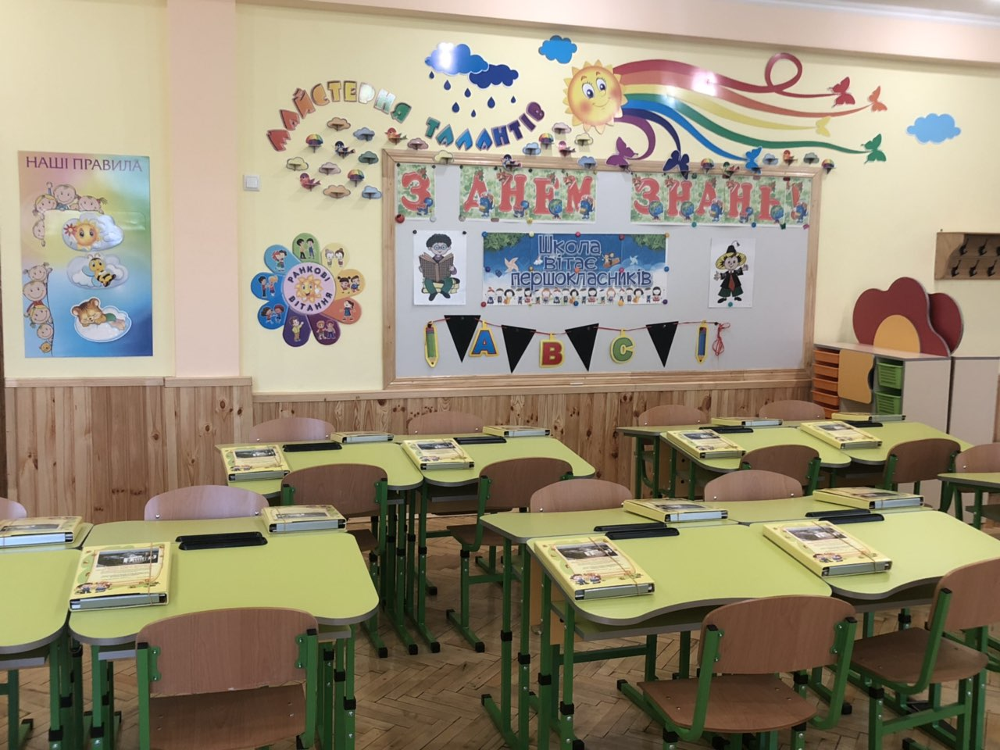 МАЙСТЕРНЯ ТАЛАНТІВ
НАШІ ПРАВИЛА
З ДНЕМ ЗНАНЬ!
Школа
вітає
першокласників
РАНКОВІ
ВІТАННЯ
A B C